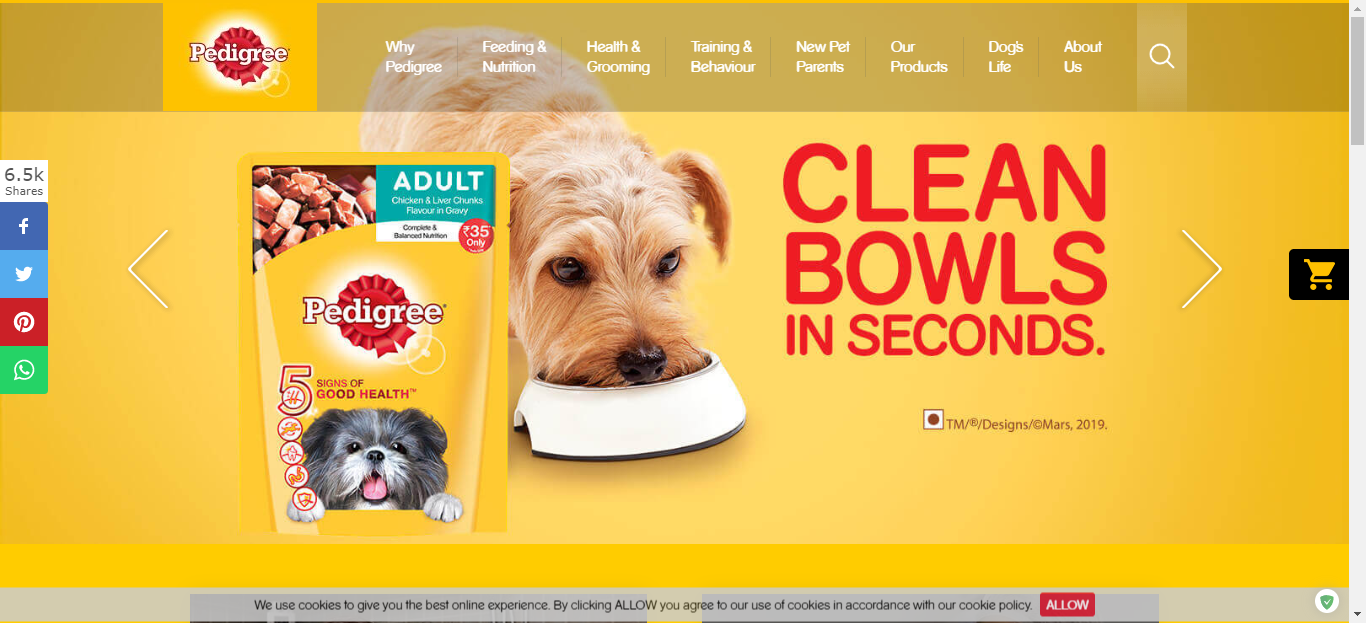 Pedigree
Why
Pedigree
Feeding &
Nutrition
Health &
Grooming
Training &
Behaviour
New Pet
Parents
Our
Products
Dog's
Life
About
Us
6.5k
Shares
ADULT
Chicken & Liver Chunks
Flavour in Gravy
Complete &
Balanced Nutrition
₹35
Only
Pedigree
5 SIGNS OF
GOOD HEALTH™
CLEAN
BOWLS
IN SECONDS.
TM/®/Designs/©Mars, 2019.
We use cookies to give you the best online experience. By clicking ALLOW you agree to our use of cookies in accordance with our cookie policy. ALLOW